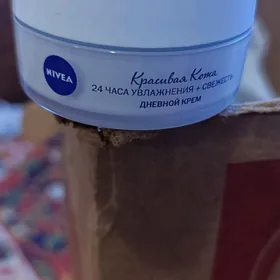 NIVEA
Красивая Кожа
24 ЧАСА УВЛАЖНЕНИЯ + СВЕЖЕСТЬ
ДНЕВНОЙ КРЕМ